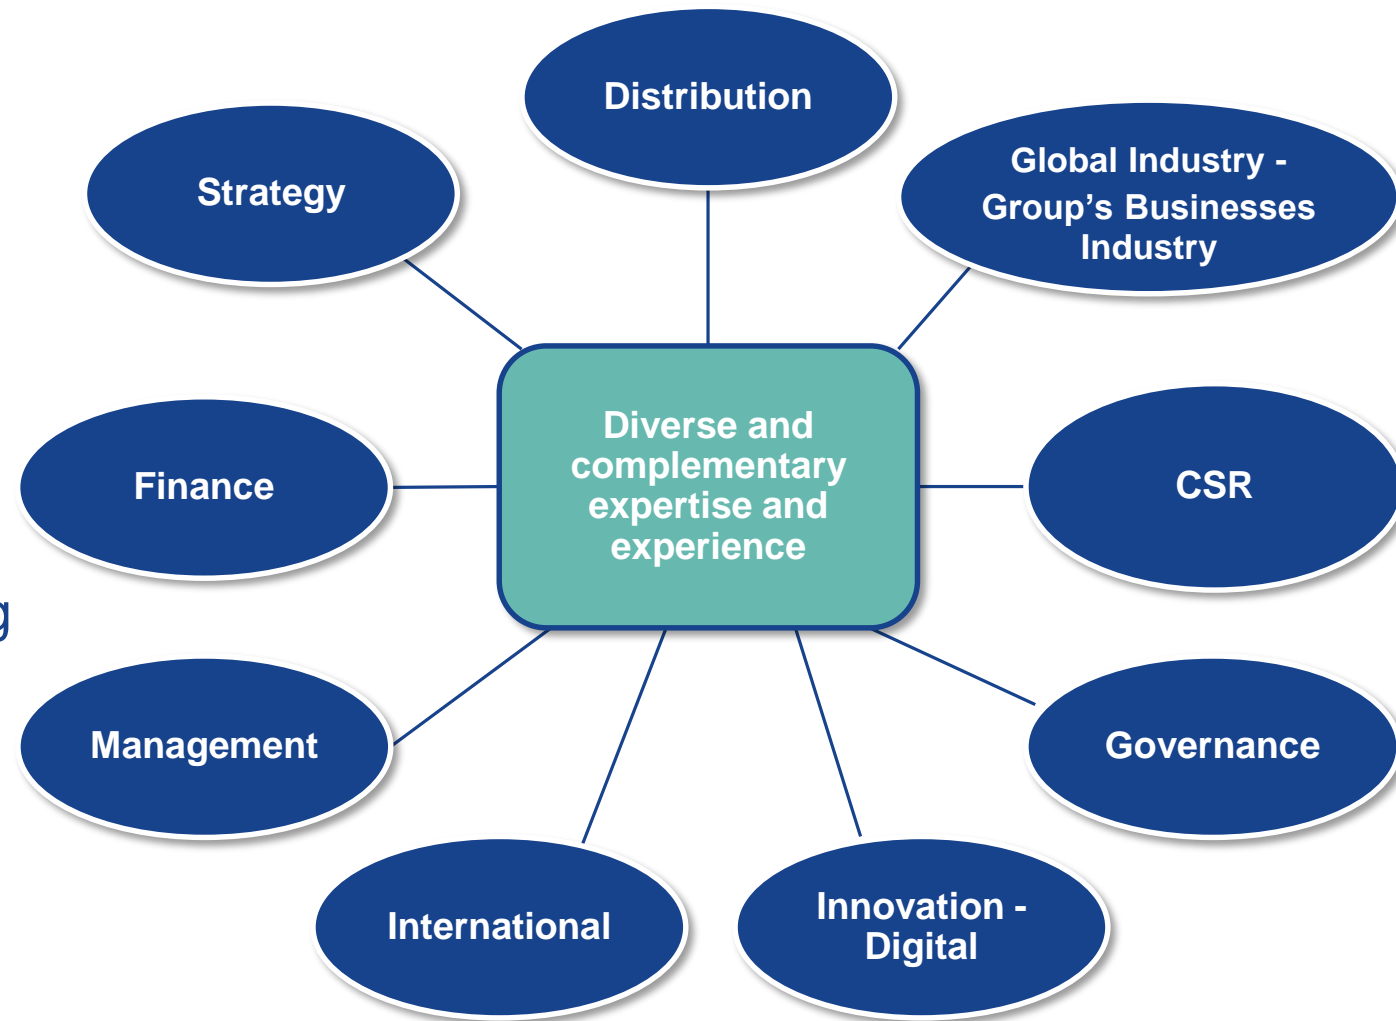 Distribution
Strategy
Global Industry -
Group’s Businesses
Industry
Diverse and
complementary
expertise and
experience
Finance
CSR
g
Management
Governance
International
Innovation -
Digital